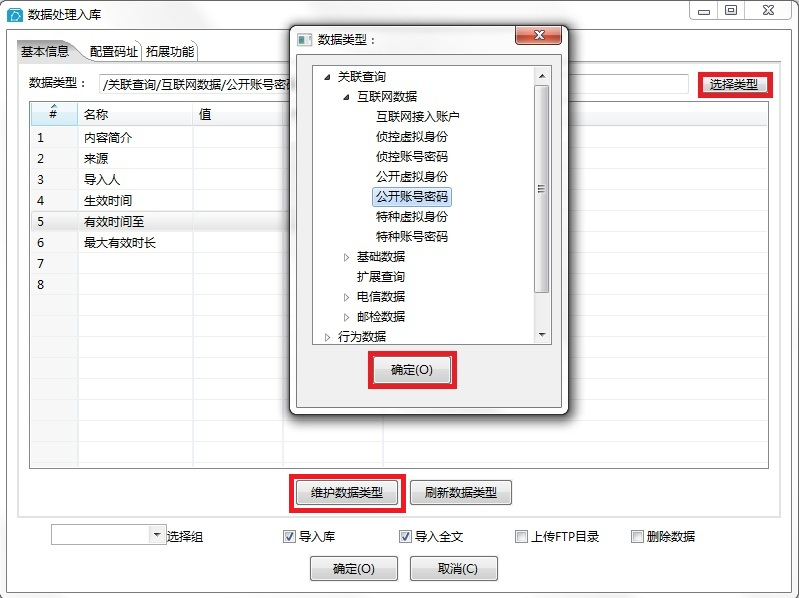 数据处理入库
基本信息 配置码址 拓展功能
数据类型： /关联查询/互联网数据/公开账号密 选择类型
# 名称 值
1 内容简介
2 来源
3 导入人
4 生效时间
5 有效时间至
6 最大有效时长
7
8
数据类型：
关联查询
互联网数据
互联网接入账户
侦控虚拟身份
侦控账号密码
公开虚拟身份
公开账号密码
特种虚拟身份
特种账号密码
基础数据
扩展查询
电信数据
邮检数据
行为数据
确定(O)
维护数据类型 刷新数据类型
选择组 导入库 导入全文 上传FTP目录 删除数据
确定(O) 取消(C)